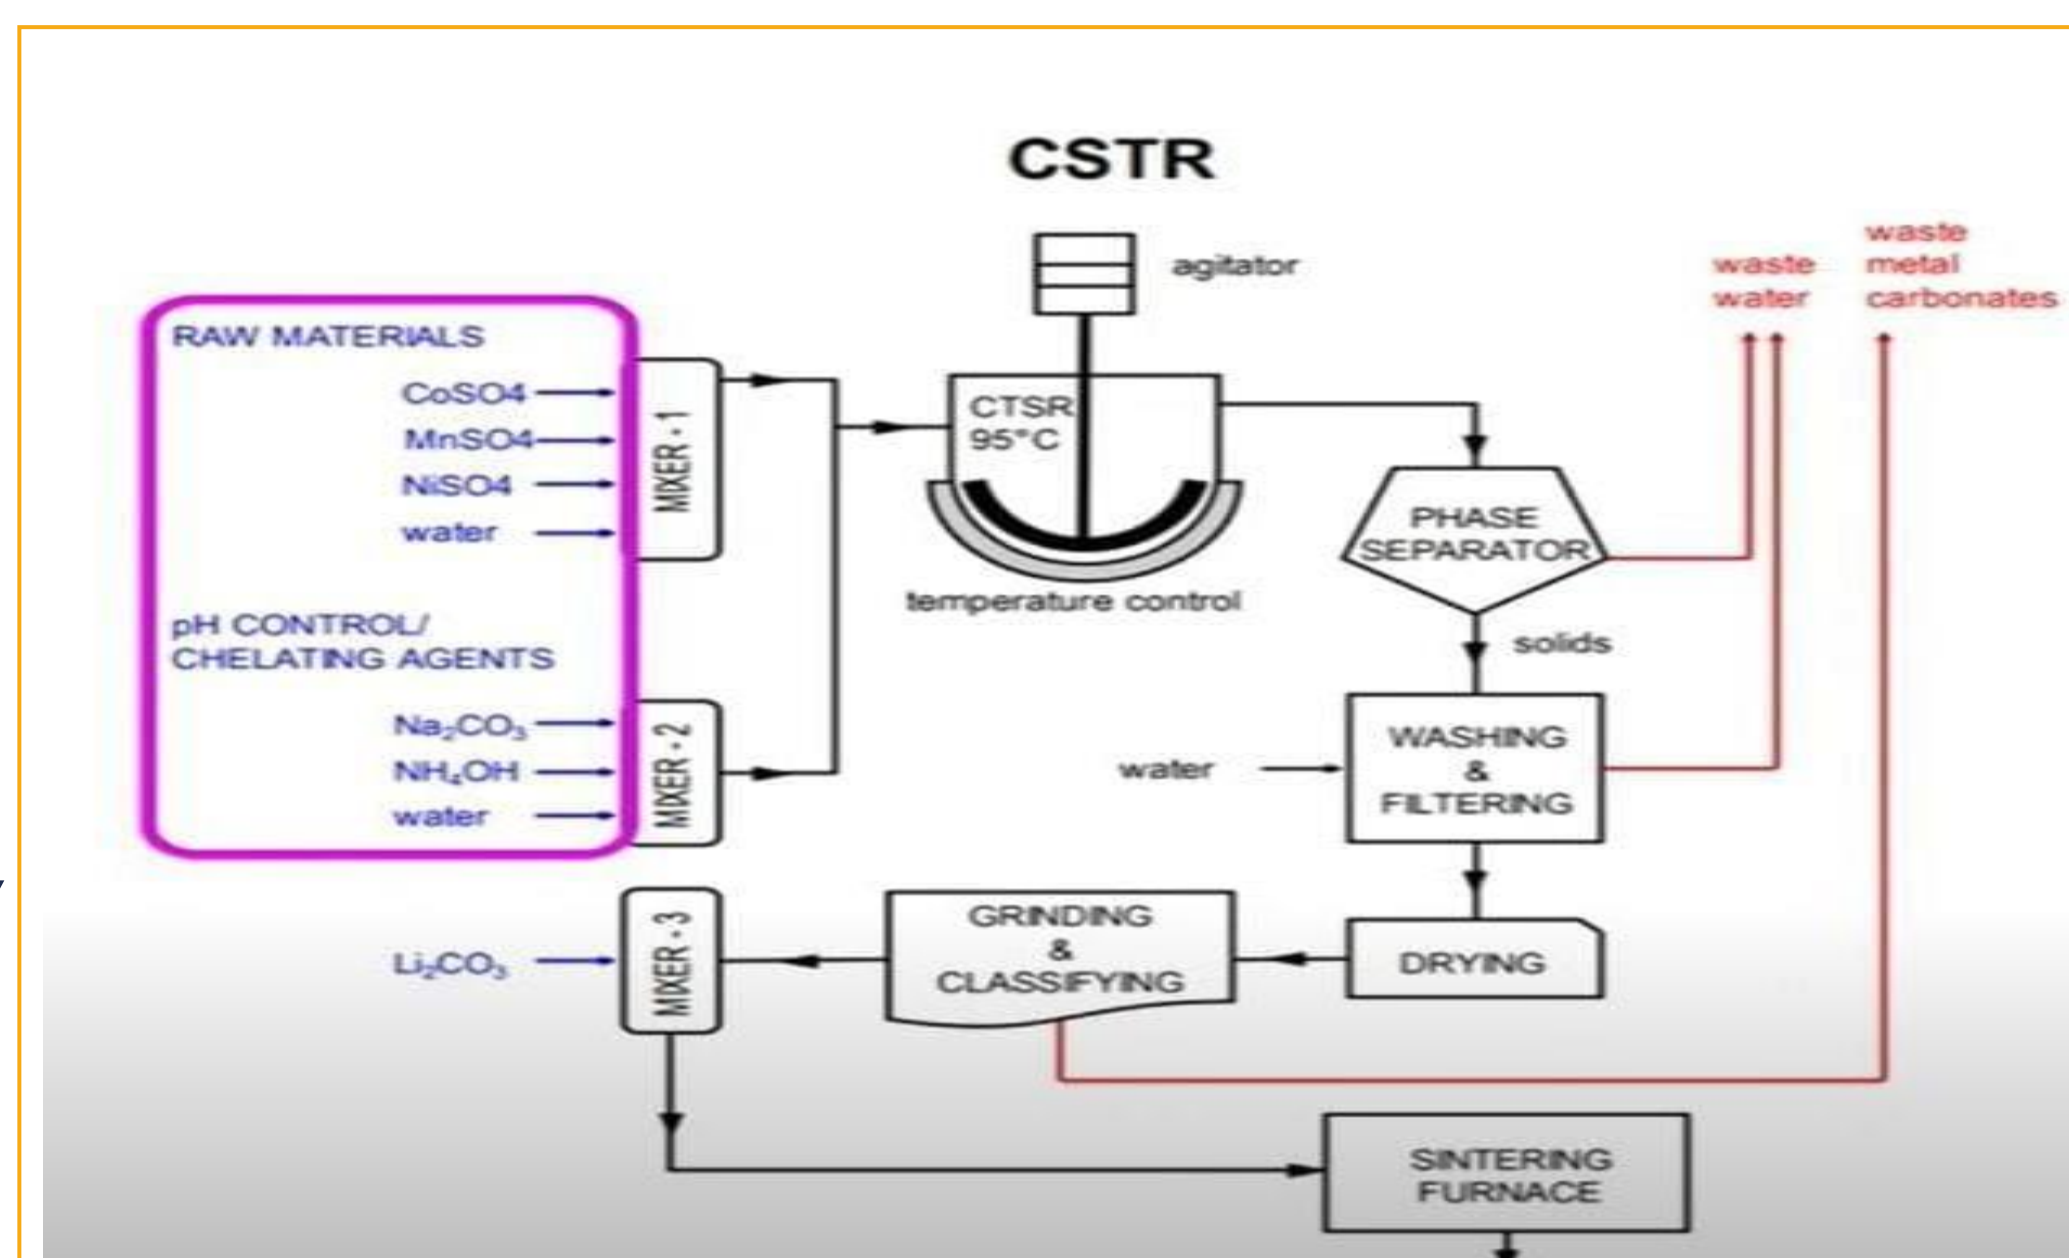 CSTR
agitator
waste
water
waste
metal
carbonates
RAW MATERIALS
CoSO4
MnSO4
NiSO4
water
MIXER - 1
CTSR
95°C
temperature control
PHASE
SEPARATOR
solids
pH CONTROL/
CHELATING AGENTS
Na₂CO₃
NH₄OH
water
MIXER - 2
water
WASHING
&
FILTERING
Li₂CO₃
MIXER - 3
GRINDING
&
CLASSIFYING
DRYING
SINTERING
FURNACE